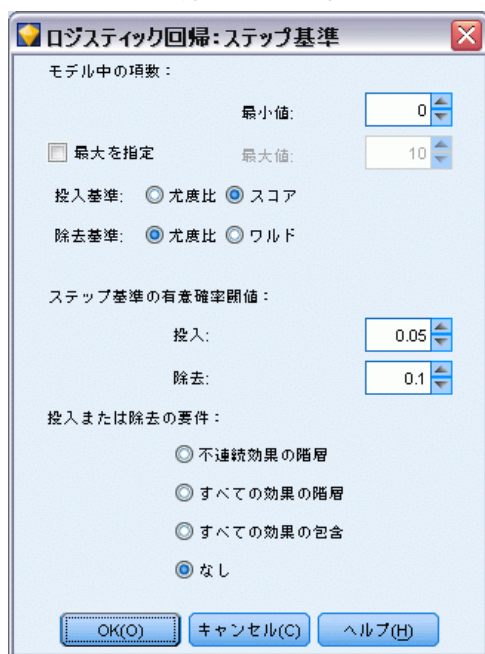 ロジスティック回帰:ステップ基準
モデル中の項数:
最小値: 0
最大を指定 最大値: 10
投入基準: 尤度比 スコア
除去基準: 尤度比 ワルド
ステップ基準の有意確率閾値:
投入: 0.05
除去: 0.1
投入または除去の要件:
不連続効果の階層
すべての効果の階層
すべての効果の包含
なし
OK(O) キャンセル(C) ヘルプ(H)